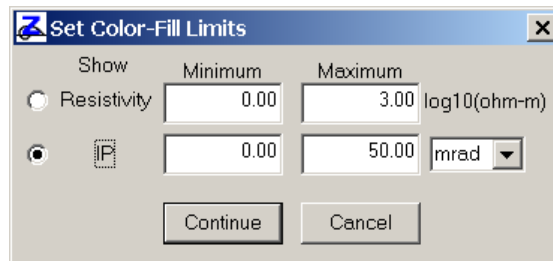 Set Color-Fill Limits
Show Minimum Maximum
Resistivity 0.00 3.00 log10(ohm-m)
IP 0.00 50.00 mrad
Continue Cancel